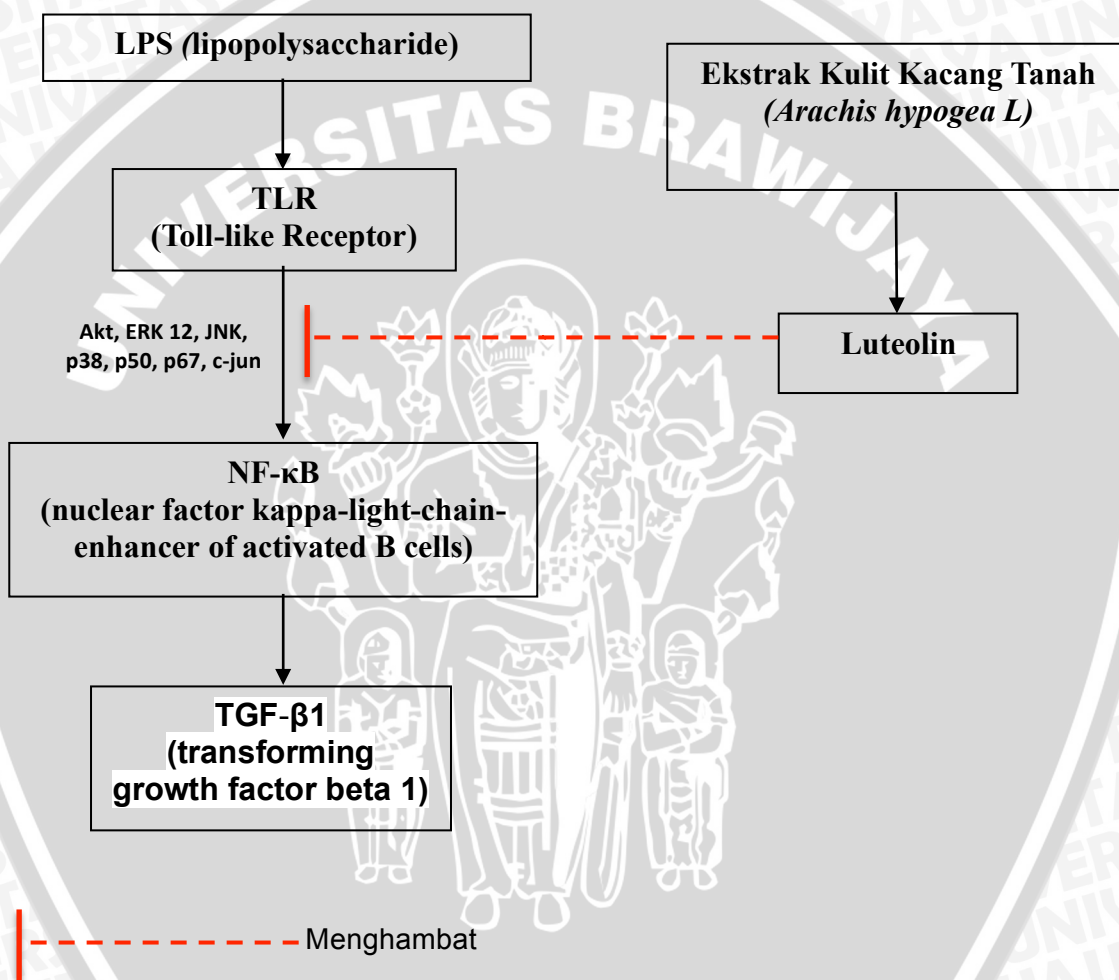 LPS (lipopolysaccharide)
Ekstrak Kulit Kacang Tanah
(Arachis hypogea L)
UNIVERSITAS BRAWIJAYA
TLR
(Toll-like Receptor)
Akt, ERK 12, JNK,
p38, p50, p67, c-jun
Luteolin
NF-κB
(nuclear factor kappa-light-chain-
enhancer of activated B cells)
TGF-β1
(transforming
growth factor beta 1)
Menghambat